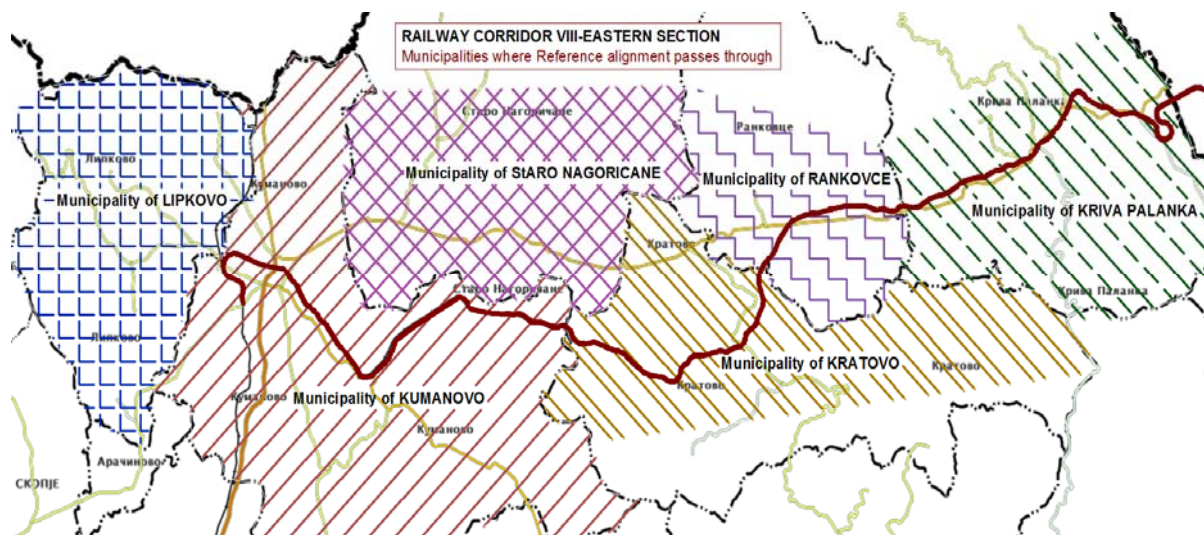 RAILWAY CORRIDOR VIII-EASTERN SECTION
Municipalities where Reference alignment passes through
Крива Паланка
Старо Нагоричане
Ранковце
Липково
Municipality of StARO NAGORICANE
Municipality of RANKOVCE
Куманово
Municipality of LIPKOVO
Municipality of KRIVA PALANKA
Кратово
Старо Нагоричане
Крива Паланка
Липково
Municipality of KRATOVO
Кратово
Кратово
Municipality of KUMANOVO
Куманово
Куманово
Арачиново
СКОПЈЕ